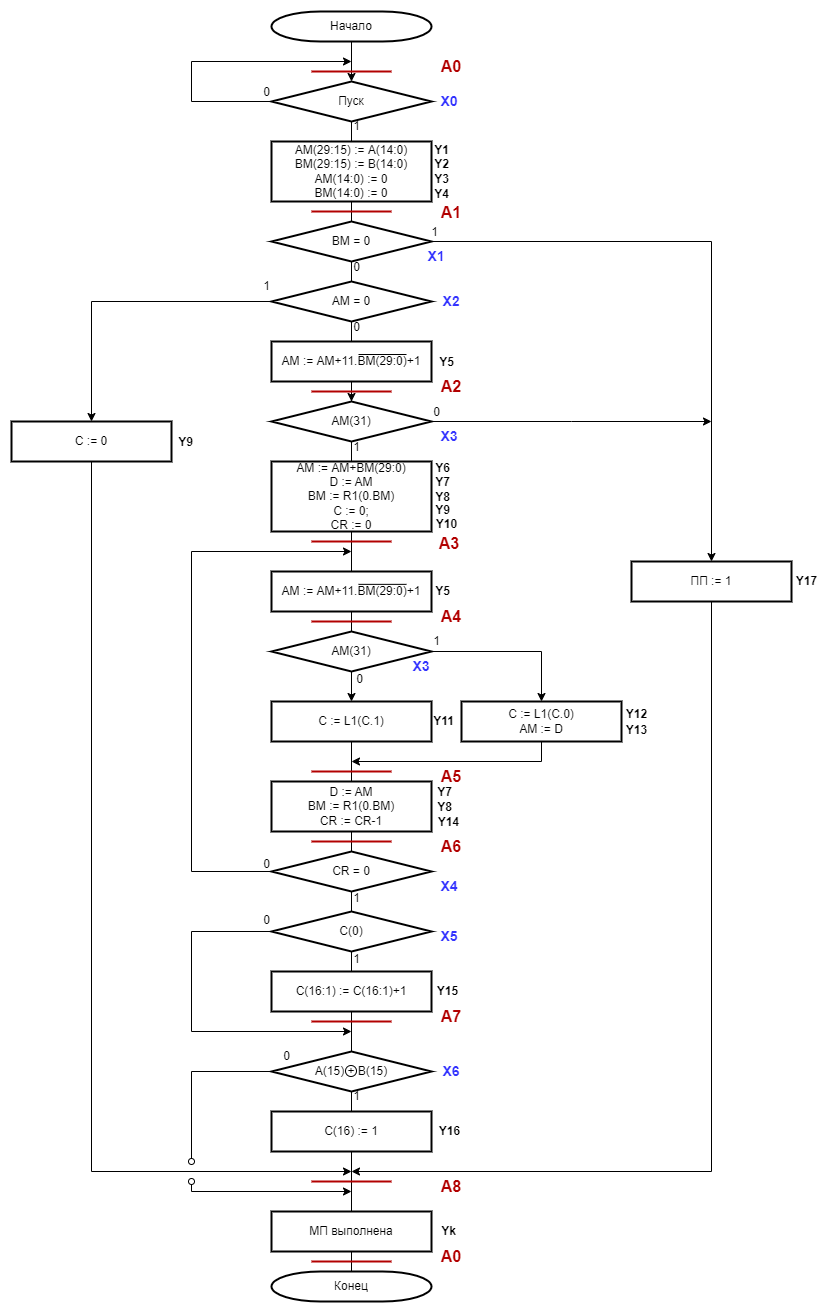 Начало
A0
0
Пуск
X0
1
AM(29:15) := A(14:0)
Y1
BM(29:15) := B(14:0)
Y2
AM(14:0) := 0
Y3
BM(14:0) := 0
Y4
A1
BM = 0
1
X1
0
1
AM = 0
X2
0
AM := AM+11.B̅M̅(̅2̅9̅:̅0̅)̅+1
Y5
A2
AM(31)
0
X3
1
C := 0
Y9
AM := AM+BM(29:0)
Y6
D := AM
Y7
BM := R1(0.BM)
Y8
C := 0;
Y9
CR := 0
Y10
A3
AM := AM+11.B̅M̅(̅2̅9̅:̅0̅)̅+1
Y5
ПП := 1
Y17
A4
AM(31)
1
X3
0
C := L1(C.1)
Y11
C := L1(C.0)
Y12
AM := D
Y13
A5
D := AM
Y7
BM := R1(0.BM)
Y8
CR := CR-1
Y14
A6
0
CR = 0
X4
1
0
C(0)
X5
1
C(16:1) := C(16:1)+1
Y15
A7
0
A(15)⊕B(15)
X6
1
C(16) := 1
Y16
A8
МП выполнена
Yk
A0
Конец